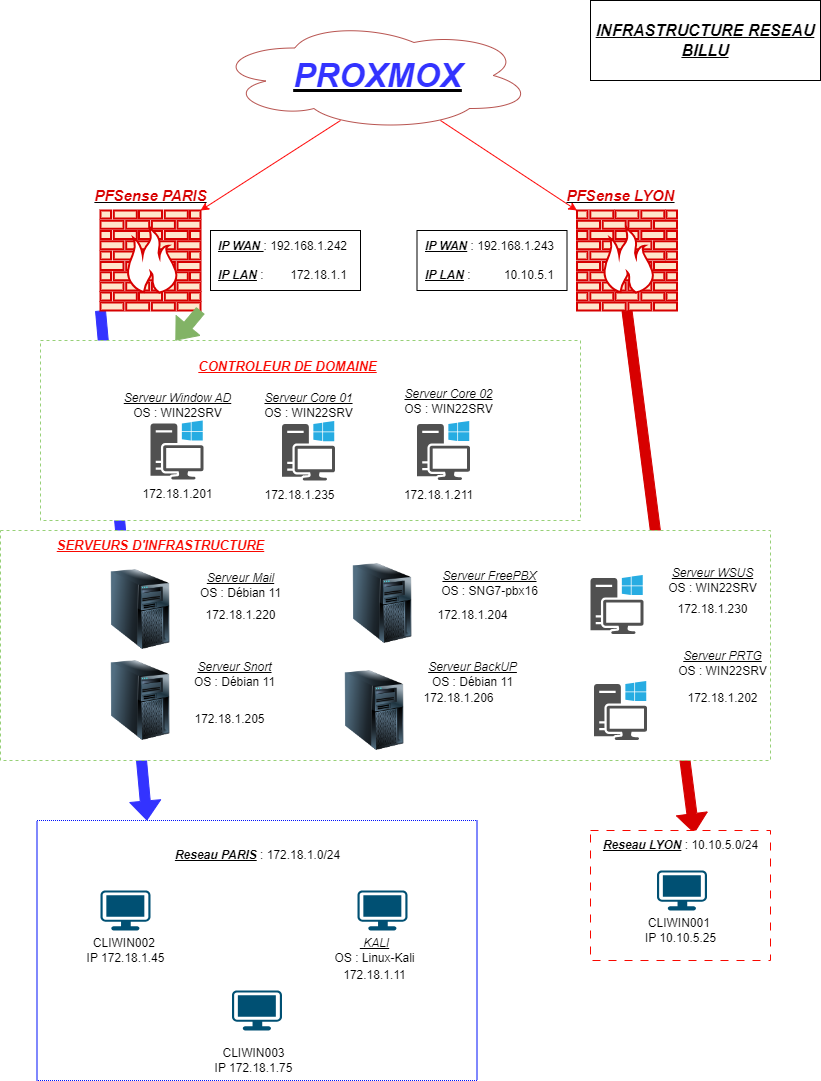 INFRASTRUCTURE RESEAU
BILLU
PROXMOX
PFSense PARIS
PFSense LYON
IP WAN : 192.168.1.242
IP LAN : 172.18.1.1
IP WAN : 192.168.1.243
IP LAN : 10.10.5.1
CONTROLEUR DE DOMAINE
Serveur Window AD
OS : WIN22SRV
172.18.1.201
Serveur Core 01
OS : WIN22SRV
172.18.1.235
Serveur Core 02
OS : WIN22SRV
172.18.1.211
SERVEURS D'INFRASTRUCTURE
Serveur Mail
OS : Débian 11
172.18.1.220
Serveur FreePBX
OS : SNG7-pbx16
172.18.1.204
Serveur WSUS
OS : WIN22SRV
172.18.1.230
Serveur Snort
OS : Débian 11
172.18.1.205
Serveur BackUP
OS : Débian 11
172.18.1.206
Serveur PRTG
OS : WIN22SRV
172.18.1.202
Reseau PARIS : 172.18.1.0/24
CLIWIN002
IP 172.18.1.45
KALI
OS : Linux-Kali
172.18.1.11
CLIWIN003
IP 172.18.1.75
Reseau LYON : 10.10.5.0/24
CLIWIN001
IP 10.10.5.25